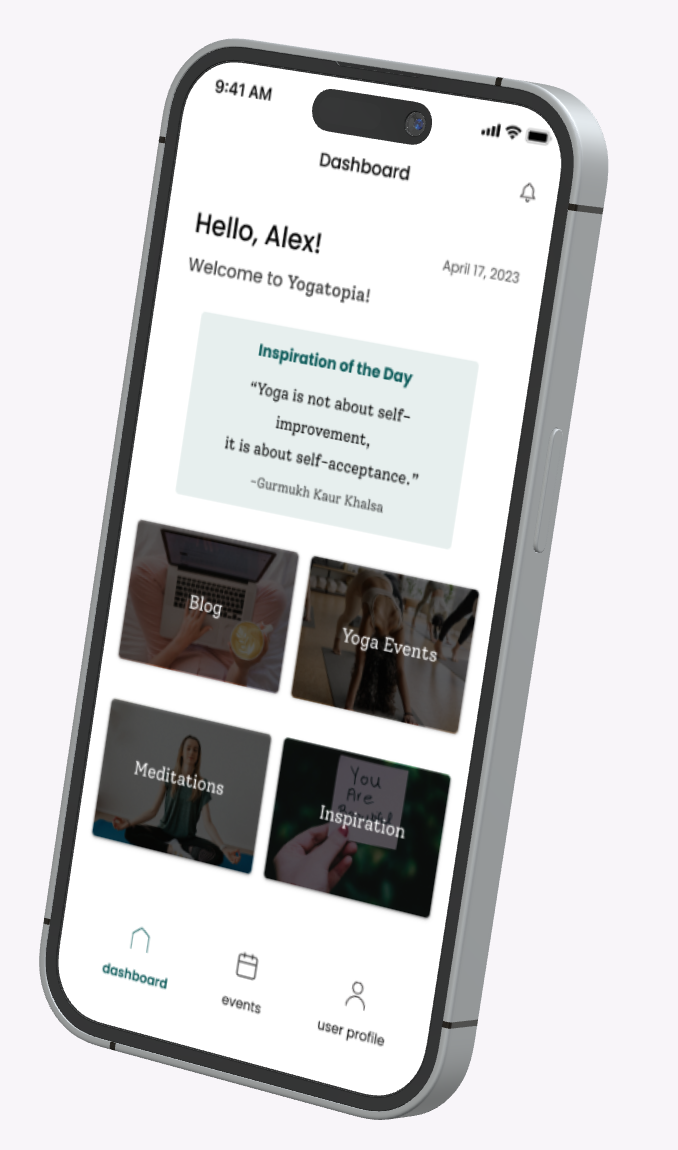 9:41 AM
Dashboard
Hello, Alex!
April 17, 2023
Welcome to Yogatopia!
Inspiration of the Day
“Yoga is not about self-
improvement,
it is about self-acceptance.”
-Gurmukh Kaur Khalsa
Blog
Yoga Events
Meditations
You
Are
Inspiration
dashboard
events
user profile